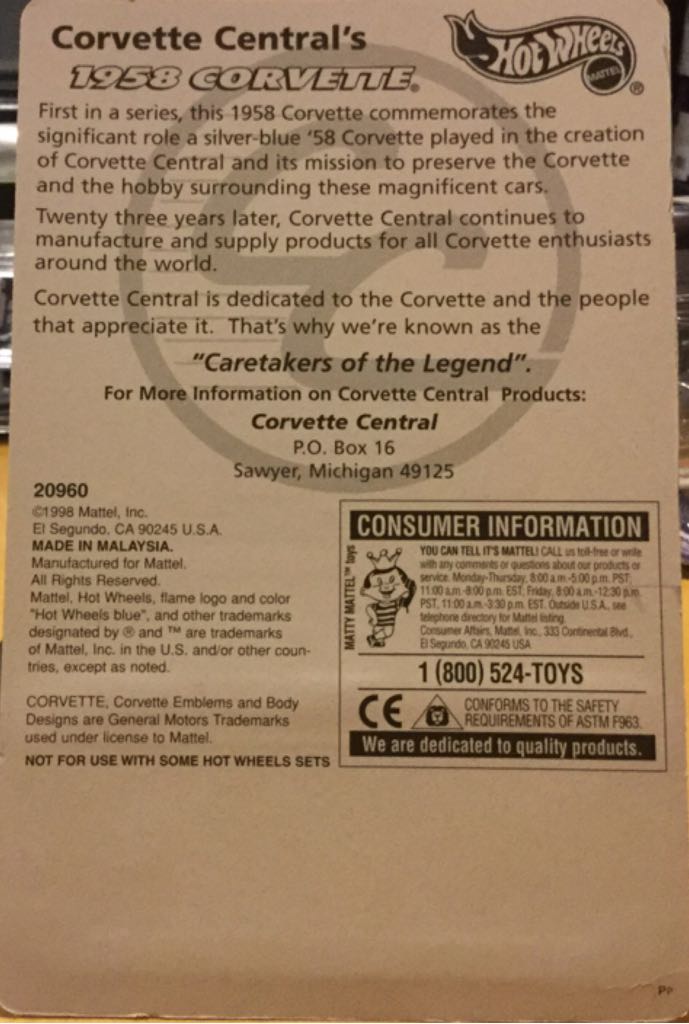 Corvette Central's
HOT WHEELS
MATTEL
®
1958 CORVETTE®
First in a series, this 1958 Corvette commemorates the
significant role a silver-blue '58 Corvette played in the creation
of Corvette Central and its mission to preserve the Corvette
and the hobby surrounding these magnificent cars.
Twenty three years later, Corvette Central continues to
manufacture and supply products for all Corvette enthusiasts
around the world.
Corvette Central is dedicated to the Corvette and the people
that appreciate it. That's why we're known as the
"Caretakers of the Legend".
For More Information on Corvette Central Products:
Corvette Central
P.O. Box 16
Sawyer, Michigan 49125
20960
©1998 Mattel, Inc.
El Segundo, CA 90245 U.S.A.
MADE IN MALAYSIA.
Manufactured for Mattel.
All Rights Reserved.
Mattel, Hot Wheels, flame logo and color
"Hot Wheels blue", and other trademarks
designated by ® and ™ are trademarks
of Mattel, Inc. in the U.S. and/or other coun-
tries, except as noted.
CORVETTE, Corvette Emblems and Body
Designs are General Motors Trademarks
used under license to Mattel.
NOT FOR USE WITH SOME HOT WHEELS SETS
CONSUMER INFORMATION
MATTY MATTEL™ toys
YOU CAN TELL IT'S MATTEL! CALL us toll-free or write
with any comments or questions about our products or
service. Monday-Thursday, 8:00 a.m.-5:00 p.m. PST,
11:00 a.m.-8:00 p.m. EST; Friday, 8:00 a.m.-12:30 p.m.
PST, 11:00 a.m.-3:30 p.m. EST. Outside U.S.A., see
telephone directory for Mattel listing.
Consumer Affairs, Mattel, Inc., 333 Continental Blvd.,
El Segundo, CA 90245 USA
1 (800) 524-TOYS
CE
CONFORMS TO THE SAFETY
REQUIREMENTS OF ASTM F963.
We are dedicated to quality products.
PP